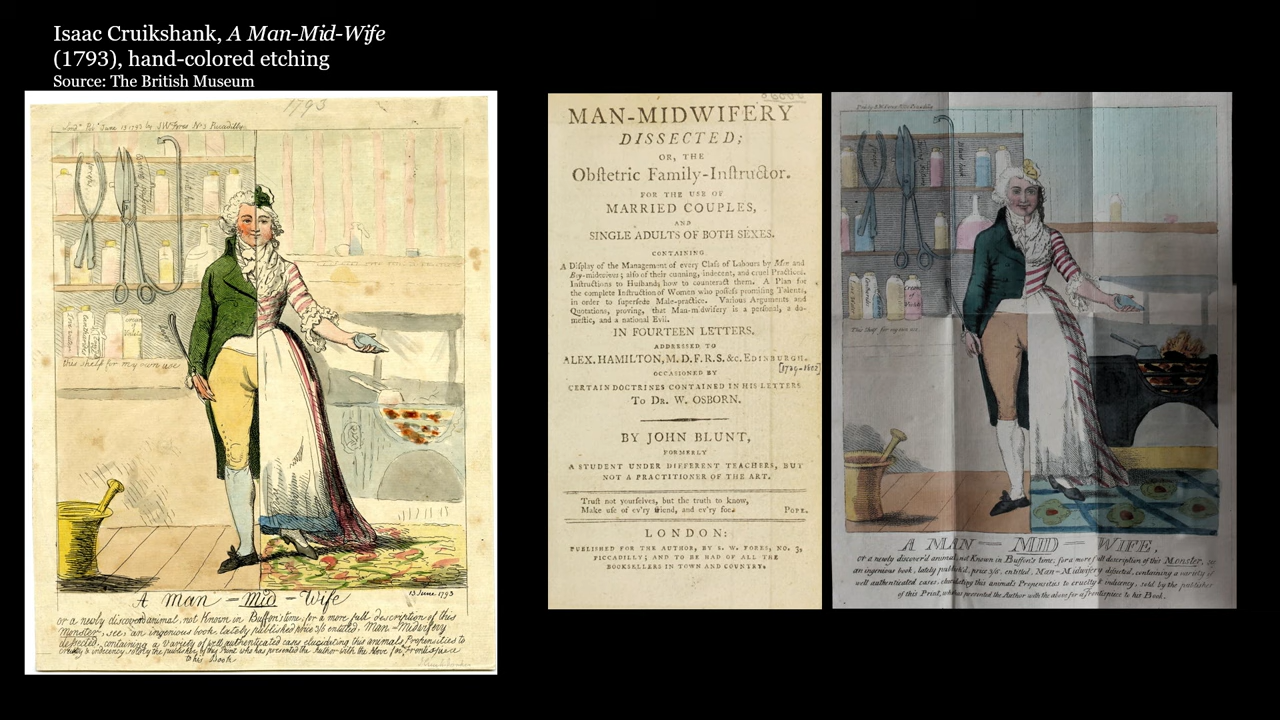 Isaac Cruikshank, A Man-Mid-Wife
(1793), hand-colored etching
Source: The British Museum
1793
June 15 1793 by S W Fores No 3 Piccadilly
this shelf for my own use
A man - Mid - Wife
13 June. 1793
or a newly discover'd animal, not Known in Buffon's time; for a more full description of this
Monster, see, an ingenious book, lately published price 3/6 entitled, Man-Midwifery
dissected, containing a Variety of well authenticated cases elucidating this animals Propensities to
cruelty & indecency sold by the publisher of this Print who has presented the Author with the Above for a Frontispiece
to his Book
MAN-MIDWIFERY
DISSECTED;
OR, THE
Obſtetric Family-Inſtructor.
FOR THE USE OF
MARRIED COUPLES,
AND
SINGLE ADULTS OF BOTH SEXES.
CONTAINING
A Diſplay of the Management of every Claſs of Labours by Men and
Boy-midwives; alſo of their cunning, indecent, and cruel Practices.
Inſtructions to Huſbands how to counteract them. A Plan for
the complete Inſtruction of Women who poſſeſs promiſing Talents,
in order to ſuperſede Male-practice. Various Arguments and
Quotations, proving, that Man-midwifery is a perſonal, a do-
meſtic, and a national Evil.
IN FOURTEEN LETTERS,
ADDRESSED TO
ALEX. HAMILTON, M.D. F.R.S. &c. EDINBURGH.
OCCASIONED BY
CERTAIN DOCTRINES CONTAINED IN HIS LETTERS
To Dr. W. OSBORN.
BY JOHN BLUNT,
FORMERLY
A STUDENT UNDER DIFFERENT TEACHERS, BUT
NOT A PRACTITIONER OF THE ART.
Truſt not yourſelves, but the truth to know,
Make uſe of ev'ry friend, and ev'ry foe.
POPE.
LONDON:
PUBLISHED FOR THE AUTHOR, BY S. W. FORES, NO. 3,
PICCADILLY; AND TO BE HAD OF ALL THE
BOOKSELLERS IN TOWN AND COUNTRY.
A MAN-MID-WIFE,
or a newly discover'd animal, not Known in Buffon's time; for a more full description of this Monster, see
an ingenious book, lately publish'd, price 3/6, entitled, Man-Midwifery dissected, containing a variety of
well authenticated cases, elucidating this animal's Propensities to cruelty & indecency, sold by the publisher
of this Print, who has presented the Author with the above for a frontispiece to his Book.